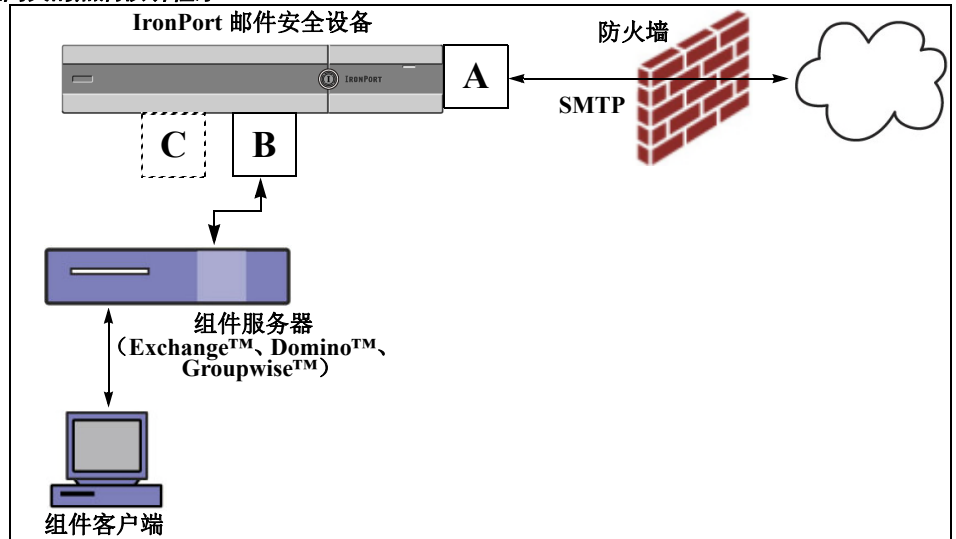 IronPort 邮件安全设备
防火墙
IRONPORT
A
SMTP
C
B
组件服务器
（Exchange™、Domino™、
Groupwise™）
组件客户端